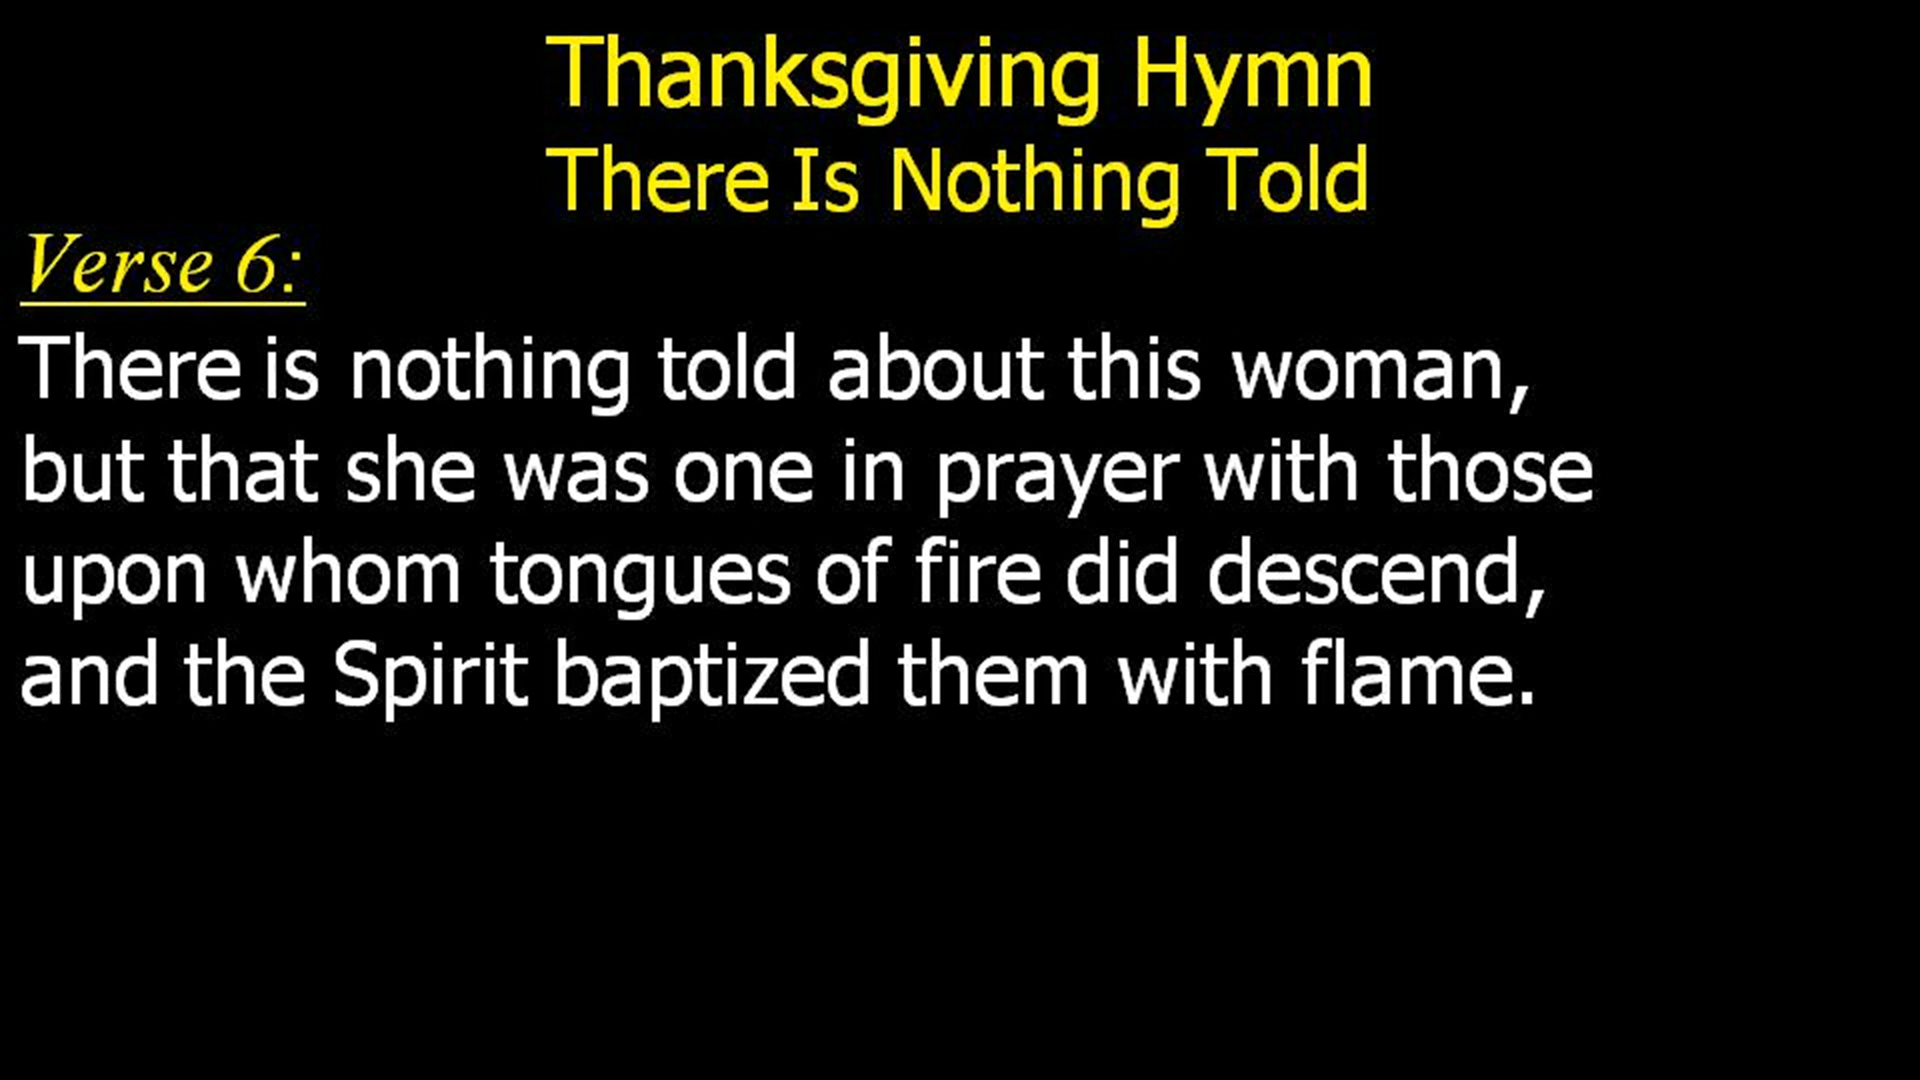 Thanksgiving Hymn
There Is Nothing Told
Verse 6:
There is nothing told about this woman,
but that she was one in prayer with those
upon whom tongues of fire did descend,
and the Spirit baptized them with flame.